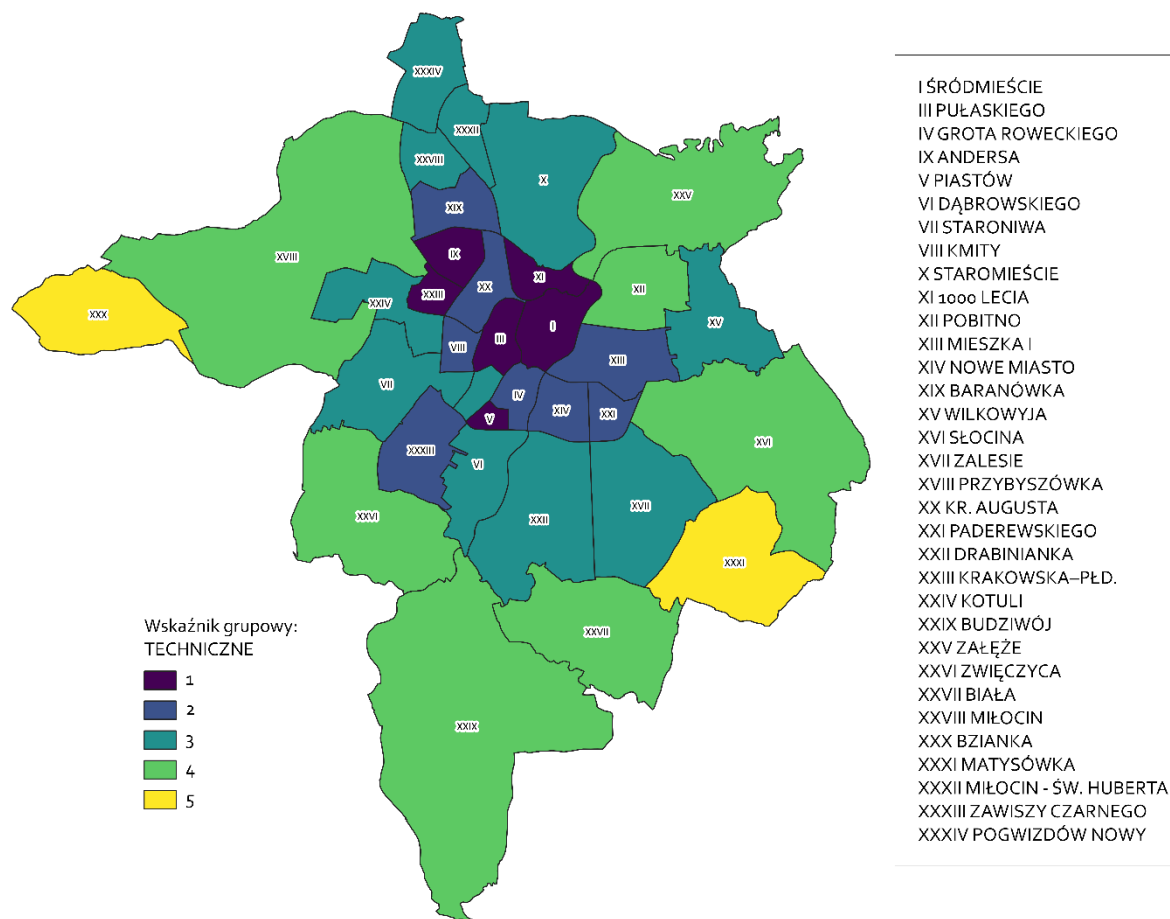 XXXIV
XXXII
XXVIII
X
XXV
XIX
IX
XI
XVIII
XX
XII
XXIII
XXIV
XXX
I
XV
III
VIII
XIII
VII
IV
XIV
XXI
V
XXXIII
VI
XVI
XXII
XVII
XXVI
XXXI
XXVII
XXIX
Wskaźnik grupowy:
TECHNICZNE
1
2
3
4
5
I ŚRÓDMIEŚCIE
III PUŁASKIEGO
IV GROTA ROWECKIEGO
IX ANDERSA
V PIASTÓW
VI DĄBROWSKIEGO
VII STARONIWA
VIII KMITY
X STAROMIEŚCIE
XI 1000 LECIA
XII POBITNO
XIII MIESZKA I
XIV NOWE MIASTO
XIX BARANÓWKA
XV WILKOWYJA
XVI SŁOCINA
XVII ZALESIE
XVIII PRZYBYSZÓWKA
XX KR. AUGUSTA
XXI PADEREWSKIEGO
XXII DRABINIANKA
XXIII KRAKOWSKA–PŁD.
XXIV KOTULI
XXIX BUDZIWÓJ
XXV ZAŁĘŻE
XXVI ZWIĘCZYCA
XXVII BIAŁA
XXVIII MIŁOCIN
XXX BZIANKA
XXXI MATYSÓWKA
XXXII MIŁOCIN - ŚW. HUBERTA
XXXIII ZAWISZY CZARNEGO
XXXIV POGWIZDÓW NOWY